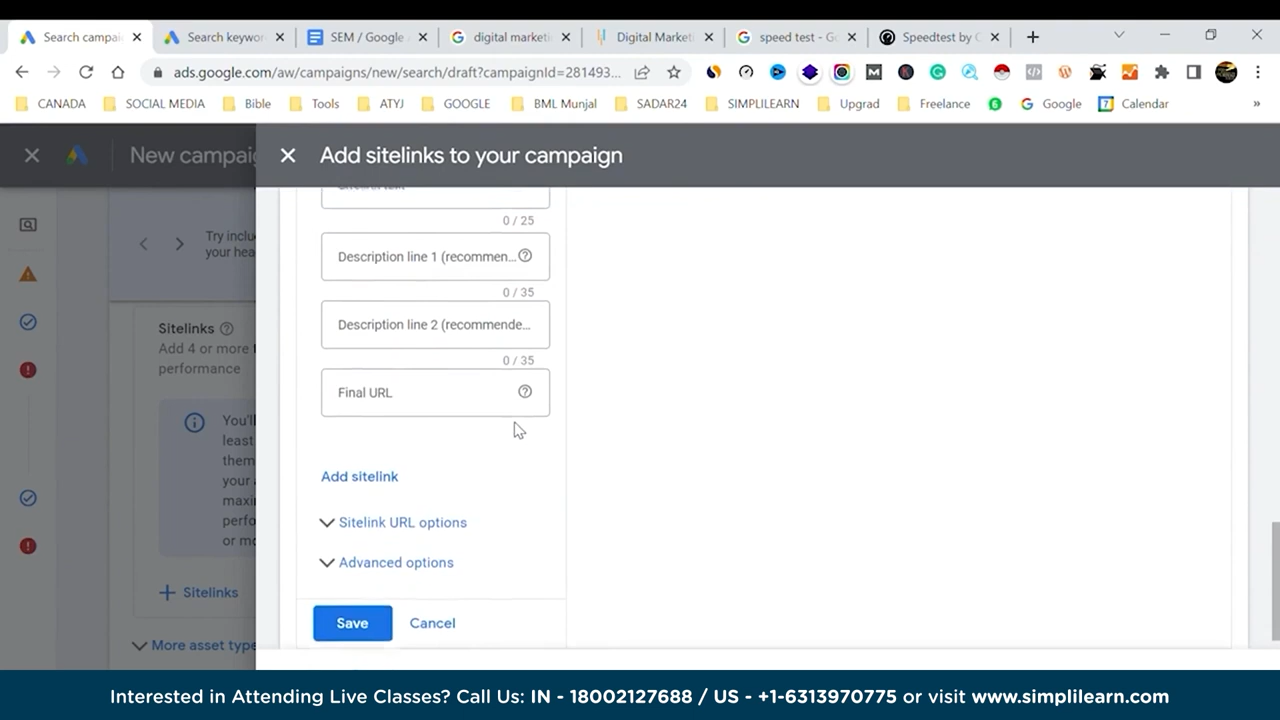 Search campai
Search keywor
SEM / Google
digital marketi
Digital Marketi
speed test - Go
Speedtest by O
ads.google.com/aw/campaigns/new/search/draft?campaignId=281493...
CANADA
SOCIAL MEDIA
Bible
Tools
ATYJ
GOOGLE
BML Munjal
SADAR24
SIMPLILEARN
Upgrad
Freelance
Google
Calendar
»
New campaig
Add sitelinks to your campaign
Try inclu
your hea
0 / 25
Description line 1 (recommen...
0 / 35
Description line 2 (recommende...
0 / 35
Final URL
Sitelinks
Add 4 or more
performance
You'll
least
them
your a
maxi
perfo
or mo
Add sitelink
Sitelink URL options
Advanced options
+ Sitelinks
More asset type
Save
Cancel
Interested in Attending Live Classes? Call Us: IN - 18002127688 / US - +1-6313970775 or visit www.simplilearn.com